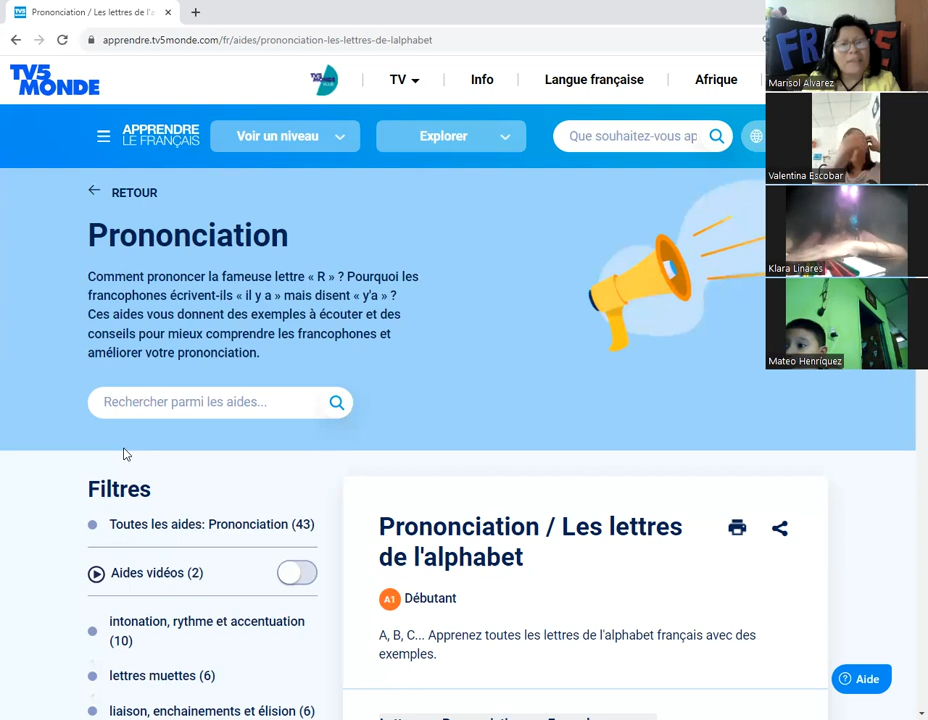 Prononciation / Les lettres de l'a
apprendre.tv5monde.com/fr/aides/prononciation-les-lettres-de-lalphabet
TV5
MONDE
TV
Info
Langue française
Afrique
APPRENDRE
LE FRANÇAIS
Voir un niveau
Explorer
Que souhaitez-vous ap
RETOUR
Prononciation
Comment prononcer la fameuse lettre « R » ? Pourquoi les
francophones écrivent-ils « il y a » mais disent « y'a » ?
Ces aides vous donnent des exemples à écouter et des
conseils pour mieux comprendre les francophones et
améliorer votre prononciation.
Rechercher parmi les aides...
Filtres
Toutes les aides: Prononciation (43)
Aides vidéos (2)
intonation, rythme et accentuation
(10)
lettres muettes (6)
liaison, enchainements et élision (6)
Prononciation / Les lettres
de l'alphabet
A1 Débutant
A, B, C... Apprenez toutes les lettres de l'alphabet français avec des
exemples.
Aide
Marisol Alvarez
Valentina Escobar
Klara Linares
Mateo Henríquez